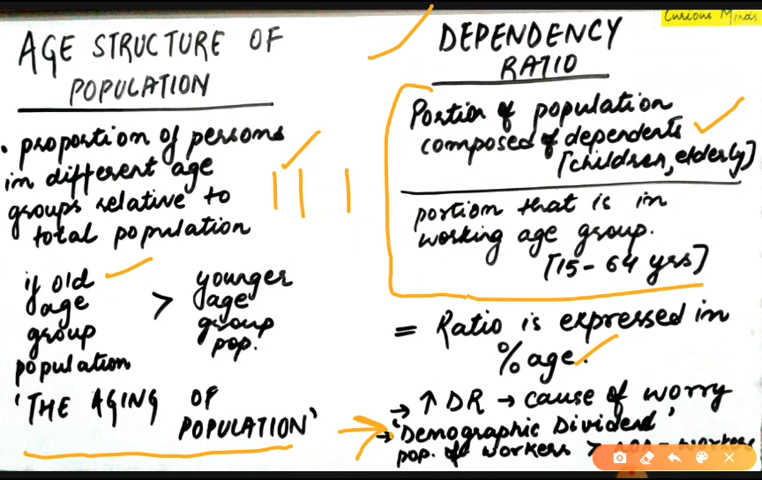 Curious Minds
AGE STRUCTURE OF
POPULATION
• proportion of persons
in different age
groups relative to
total population
if old
age
group
population
>
younger
age
group
pop.
'THE AGING OF
POPULATION'
DEPENDENCY
RATIO
Portion of population
composed of dependents
[children, elderly]
portion that is in
working age group.
[15-64 yrs]
= Ratio is expressed in
%age.
→ ↑ DR → cause of worry
→ 'Demographic Divided'
pop. of workers > non-workers